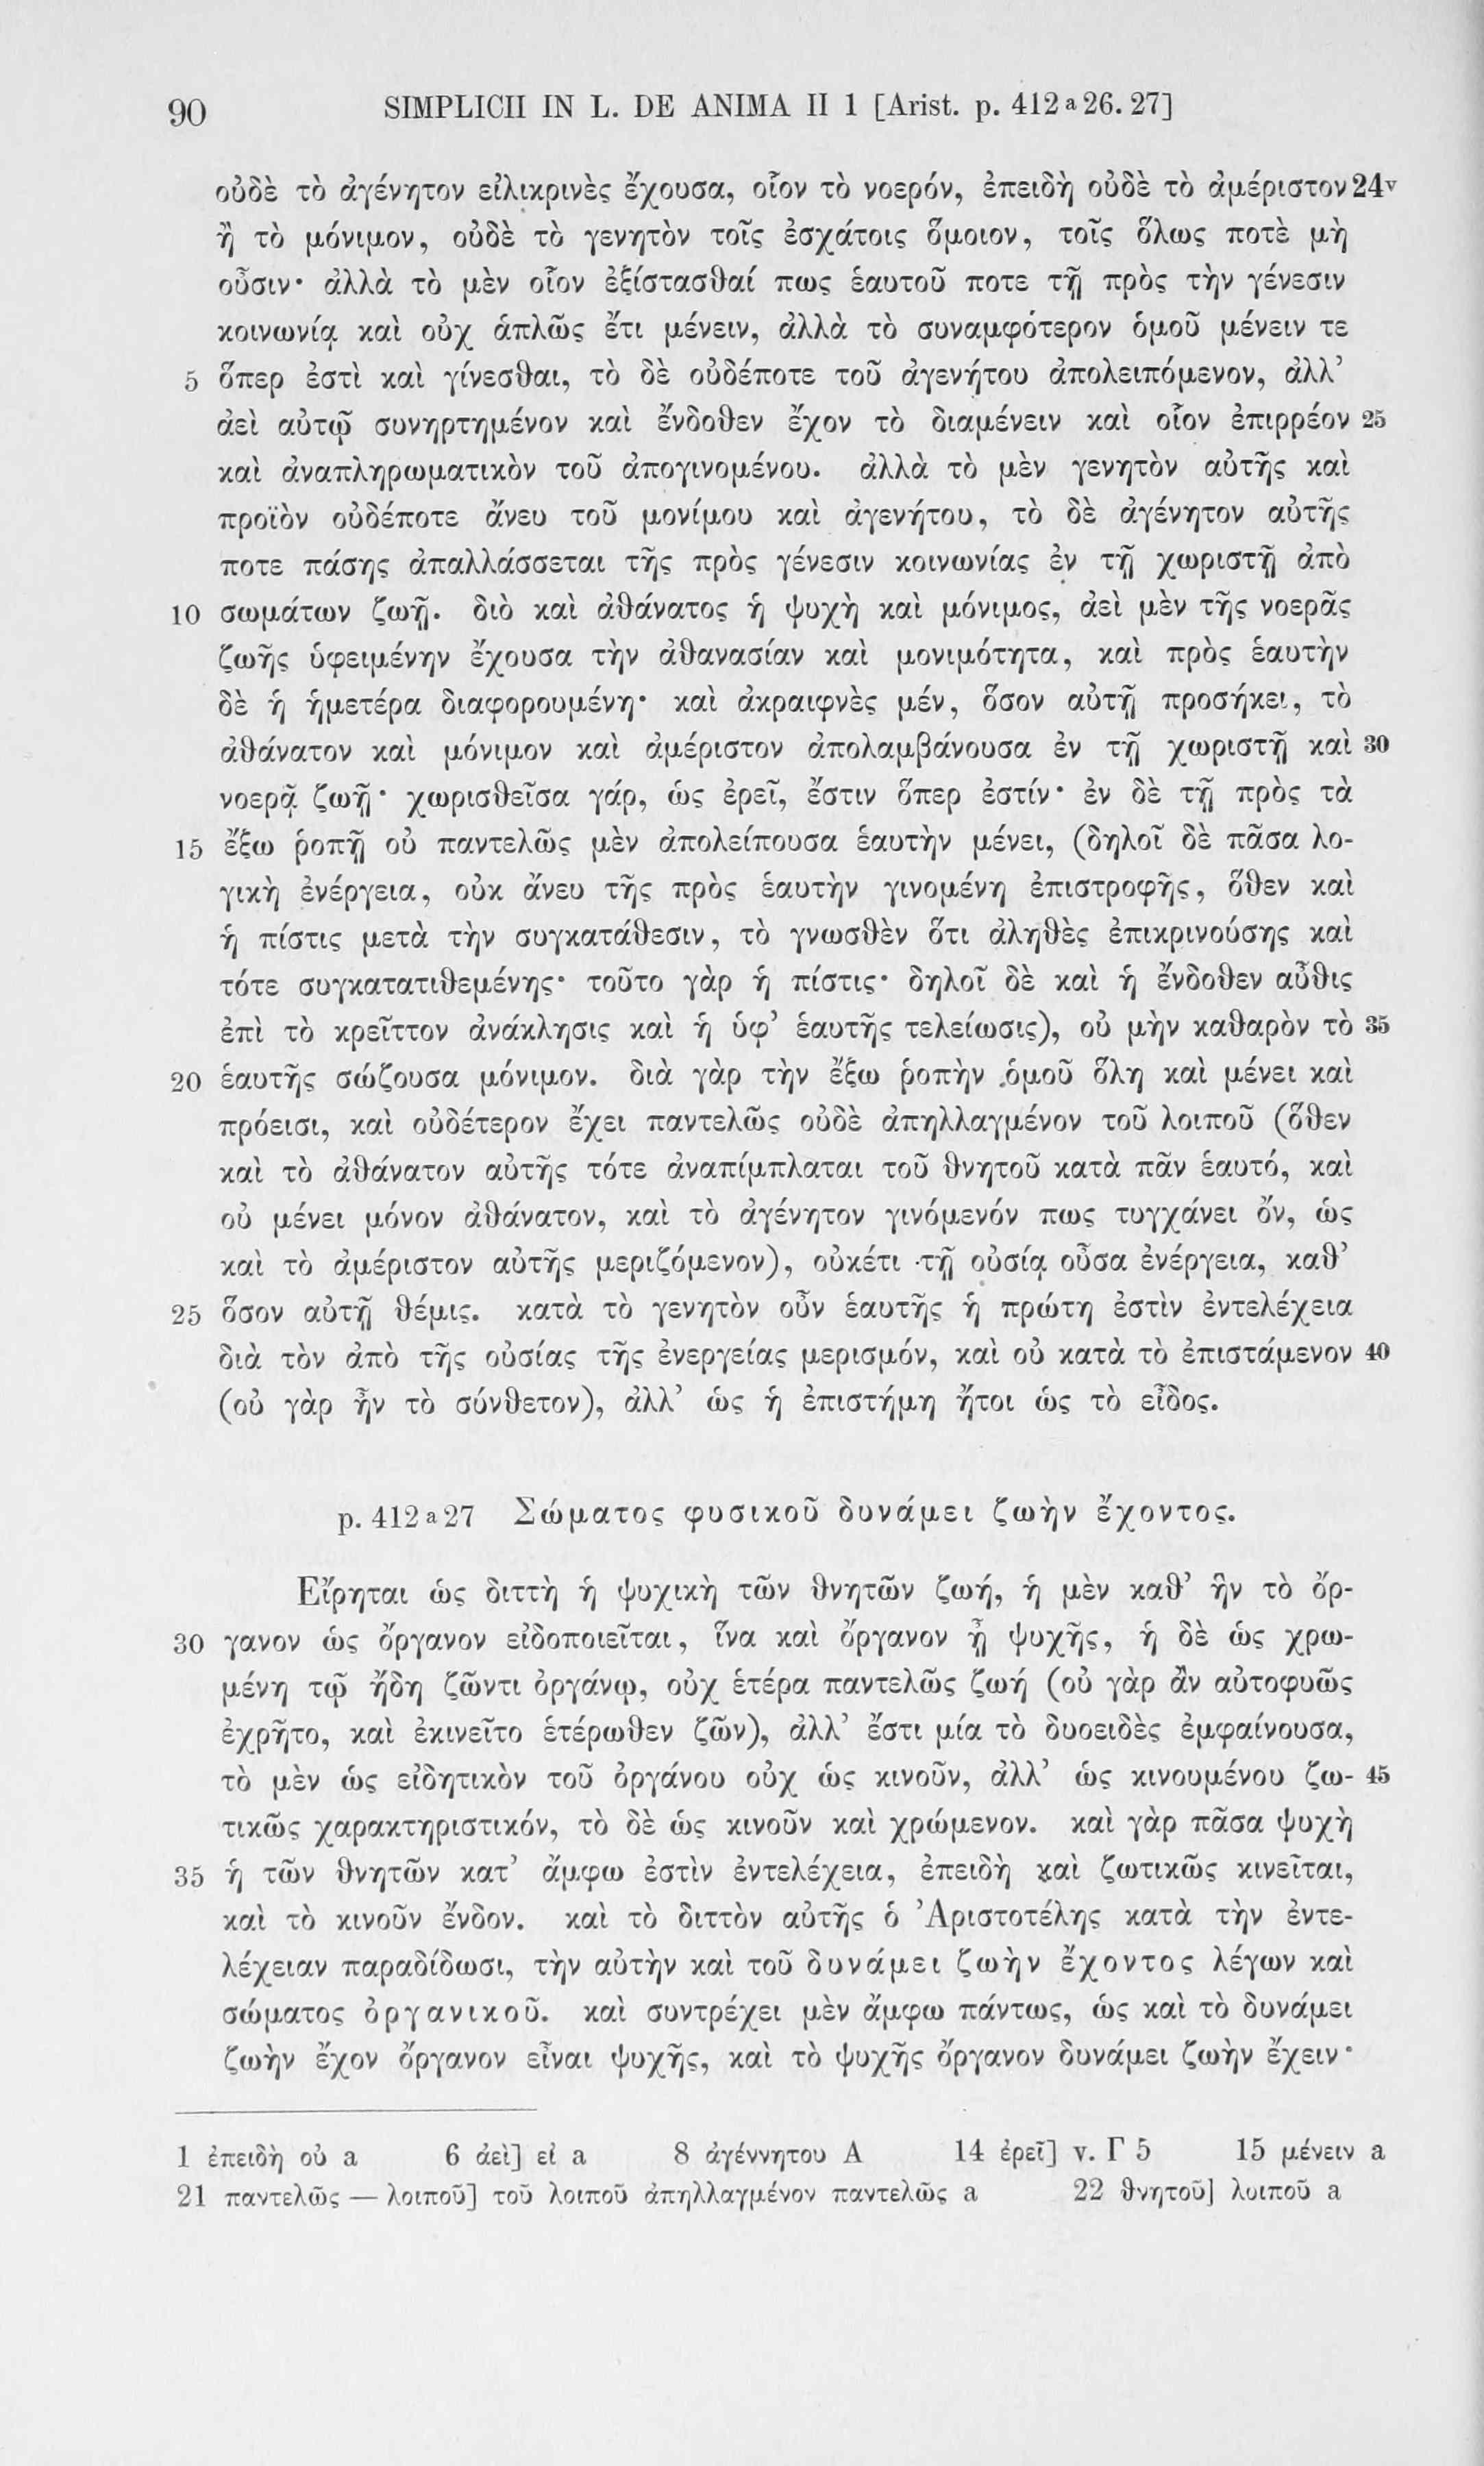 90 SIMPLICII IN L. DE ANIMA II 1 [Arist. p. 412 a 26. 27]
οὐδὲ τὸ ἀγένητον εἰλικρινὲς ἔχουσα, οἷον τὸ νοερόν, ἐπειδὴ οὐδὲ τὸ ἀμέριστον 24v
ἢ τὸ μόνιμον, οὐδὲ τὸ γενητὸν τοῖς ἐσχάτοις ὅμοιον, τοῖς ὅλως ποτὲ μὴ
οὖσιν· ἀλλὰ τὸ μὲν οἷον ἐξίστασθαί πως ἑαυτοῦ ποτε τῇ πρὸς τὴν γένεσιν
κοινωνίᾳ καὶ οὐχ ἁπλῶς ἔτι μένειν, ἀλλὰ τὸ συναμφότερον ὁμοῦ μένειν τε
5 ὅπερ ἐστὶ καὶ γίνεσθαι, τὸ δὲ οὐδέποτε τοῦ ἀγενήτου ἀπολειπόμενον, ἀλλ’
ἀεὶ αὐτῷ συνηρτημένον καὶ ἔνδοθεν ἔχον τὸ διαμένειν καὶ οἷον ἐπιρρέον 25
καὶ ἀναπληρωματικὸν τοῦ ἀπογινομένου. ἀλλὰ τὸ μὲν γενητὸν αὐτῆς καὶ
προϊὸν οὐδέποτε ἄνευ τοῦ μονίμου καὶ ἀγενήτου, τὸ δὲ ἀγένητον αὐτῆς
ποτε πάσης ἀπαλλάσσεται τῆς πρὸς γένεσιν κοινωνίας ἐν τῇ χωριστῇ ἀπὸ
10 σωμάτων ζωῇ. διὸ καὶ ἀθάνατος ἡ ψυχὴ καὶ μόνιμος, ἀεὶ μὲν τῆς νοερᾶς
ζωῆς ὑφειμένην ἔχουσα τὴν ἀθανασίαν καὶ μονιμότητα, καὶ πρὸς ἑαυτὴν
δὲ ἡ ἡμετέρα διαφορουμένη· καὶ ἀκραιφνὲς μέν, ὅσον αὐτῇ προσήκει, τὸ
ἀθάνατον καὶ μόνιμον καὶ ἀμέριστον ἀπολαμβάνουσα ἐν τῇ χωριστῇ καὶ 30
νοερᾷ ζωῇ· χωρισθεῖσα γάρ, ὡς ἐρεῖ, ἔστιν ὅπερ ἐστίν· ἐν δὲ τῇ πρὸς τὰ
15 ἔξω ῥοπῇ οὐ παντελῶς μὲν ἀπολείπουσα ἑαυτὴν μένει, (δηλοῖ δὲ πᾶσα λο-
γικὴ ἐνέργεια, οὐκ ἄνευ τῆς πρὸς ἑαυτὴν γινομένη ἐπιστροφῆς, ὅθεν καὶ
ἡ πίστις μετὰ τὴν συγκατάθεσιν, τὸ γνωσθὲν ὅτι ἀληθὲς ἐπικρινούσης καὶ
τότε συγκατατιθεμένης· τοῦτο γὰρ ἡ πίστις· δηλοῖ δὲ καὶ ἡ ἔνδοθεν αὖθις
ἐπὶ τὸ κρεῖττον ἀνάκλησις καὶ ἡ ὑφ’ ἑαυτῆς τελείωσις), οὐ μὴν καθαρὸν τὸ 35
20 ἑαυτῆς σώζουσα μόνιμον. διὰ γὰρ τὴν ἔξω ῥοπὴν ὁμοῦ ὅλη καὶ μένει καὶ
πρόεισι, καὶ οὐδέτερον ἔχει παντελῶς οὐδὲ ἀπηλλαγμένον τοῦ λοιποῦ (ὅθεν
καὶ τὸ ἀθάνατον αὐτῆς τότε ἀναπίμπλαται τοῦ θνητοῦ κατὰ πᾶν ἑαυτό, καὶ
οὐ μένει μόνον ἀθάνατον, καὶ τὸ ἀγένητον γινόμενόν πως τυγχάνει ὄν, ὡς
καὶ τὸ ἀμέριστον αὐτῆς μεριζόμενον), οὐκέτι τῇ οὐσίᾳ οὖσα ἐνέργεια, καθ’
25 ὅσον αὐτῇ θέμις. κατὰ τὸ γενητὸν οὖν ἑαυτῆς ἡ πρώτη ἐστὶν ἐντελέχεια
διὰ τὸν ἀπὸ τῆς οὐσίας τῆς ἐνεργείας μερισμόν, καὶ οὐ κατὰ τὸ ἐπιστάμενον 40
(οὐ γὰρ ἦν τὸ σύνθετον), ἀλλ’ ὡς ἡ ἐπιστήμη ἤτοι ὡς τὸ εἶδος.
p. 412 a 27 Σώματος φυσικοῦ δυνάμει ζωὴν ἔχοντος.
Εἴρηται ὡς διττὴ ἡ ψυχικὴ τῶν θνητῶν ζωή, ἡ μὲν καθ’ ἣν τὸ ὄρ-
30 γανον ὡς ὄργανον εἰδοποιεῖται, ἵνα καὶ ὄργανον ᾖ ψυχῆς, ἡ δὲ ὡς χρω-
μένη τῷ ἤδη ζῶντι ὀργάνῳ, οὐχ ἑτέρα παντελῶς ζωή (οὐ γὰρ ἂν αὐτοφυῶς
ἐχρῆτο, καὶ ἐκινεῖτο ἑτέρωθεν ζῶν), ἀλλ’ ἔστι μία τὸ δυοειδὲς ἐμφαίνουσα,
τὸ μὲν ὡς εἰδητικὸν τοῦ ὀργάνου οὐχ ὡς κινοῦν, ἀλλ’ ὡς κινουμένου ζω- 45
τικῶς χαρακτηριστικόν, τὸ δὲ ὡς κινοῦν καὶ χρώμενον. καὶ γὰρ πᾶσα ψυχὴ
35 ἡ τῶν θνητῶν κατ’ ἄμφω ἐστὶν ἐντελέχεια, ἐπειδὴ καὶ ζωτικῶς κινεῖται,
καὶ τὸ κινοῦν ἔνδον. καὶ τὸ διττὸν αὐτῆς ὁ Ἀριστοτέλης κατὰ τὴν ἐντε-
λέχειαν παραδίδωσι, τὴν αὐτὴν καὶ τοῦ δυνάμει ζωὴν ἔχοντος λέγων καὶ
σώματος ὀργανικοῦ. καὶ συντρέχει μὲν ἄμφω πάντως, ὡς καὶ τὸ δυνάμει
ζωὴν ἔχον ὄργανον εἶναι ψυχῆς, καὶ τὸ ψυχῆς ὄργανον δυνάμει ζωὴν ἔχειν·
1 ἐπειδὴ οὐ a 6 ἀεὶ] εἰ a 8 ἀγέννητου A 14 ἐρεῖ] v. Γ 5 15 μένειν a
21 παντελῶς — λοιποῦ] τοῦ λοιποῦ ἀπηλλαγμένον παντελῶς a 22 θνητοῦ] λοιποῦ a